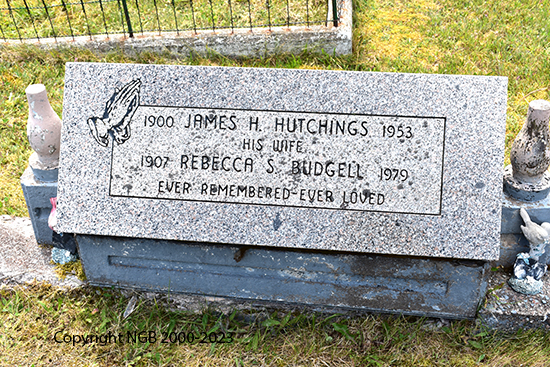 1900 JAMES H. HUTCHINGS 1953
HIS WIFE
1907 REBECCA S. BUDGELL 1979
EVER REMEMBERED-EVER LOVED
Copyright NGB 2000-2023